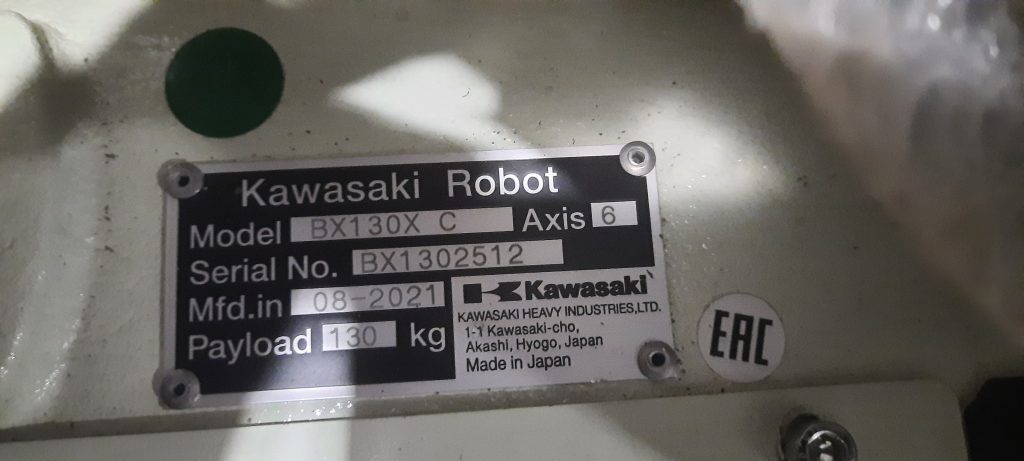 Kawasaki Robot
Model BX130X C Axis 6
Serial No. BX1302512
Mfd.in 08-2021
Payload 130 kg
Kawasaki
KAWASAKI HEAVY INDUSTRIES,LTD.
1-1 Kawasaki-cho,
Akashi, Hyogo, Japan
Made in Japan
EAC